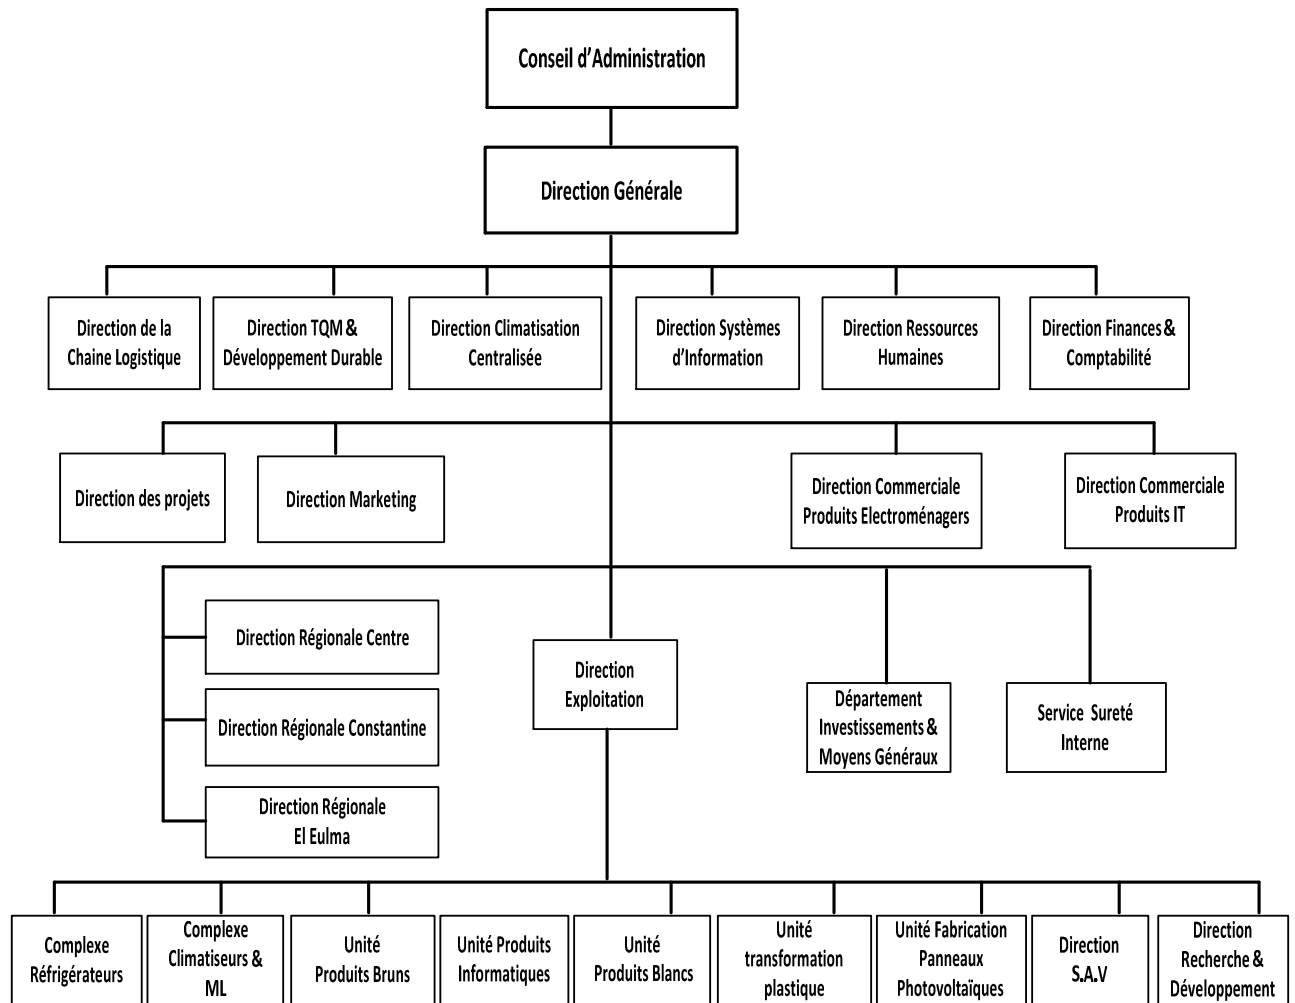 Conseil d'Administration
Direction Générale
Direction de la
Chaine Logistique
Direction TQM &
Développement Durable
Direction Climatisation
Centralisée
Direction Systèmes
d'Information
Direction Ressources
Humaines
Direction Finances &
Comptabilité
Direction des projets
Direction Marketing
Direction Commerciale
Produits Electroménagers
Direction Commerciale
Produits IT
Direction Régionale Centre
Direction Régionale Constantine
Direction Régionale
El Eulma
Direction
Exploitation
Département
Investissements &
Moyens Généraux
Service Sureté
Interne
Complexe
Réfrigérateurs
Complexe
Climatiseurs &
ML
Unité
Produits Bruns
Unité Produits
Informatiques
Unité
Produits Blancs
Unité
transformation
plastique
Unité Fabrication
Panneaux
Photovoltaïques
Direction
S.A.V
Direction
Recherche &
Développement